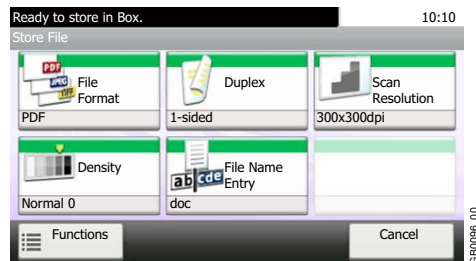 Ready to store in Box.
10:10
Store File
PDF
JPEG
TIFF
File
Format
PDF
Duplex
1-sided
Scan
Resolution
300x300dpi
Density
Normal 0
ab cde
File Name
Entry
doc
Functions
Cancel
GB0096_00